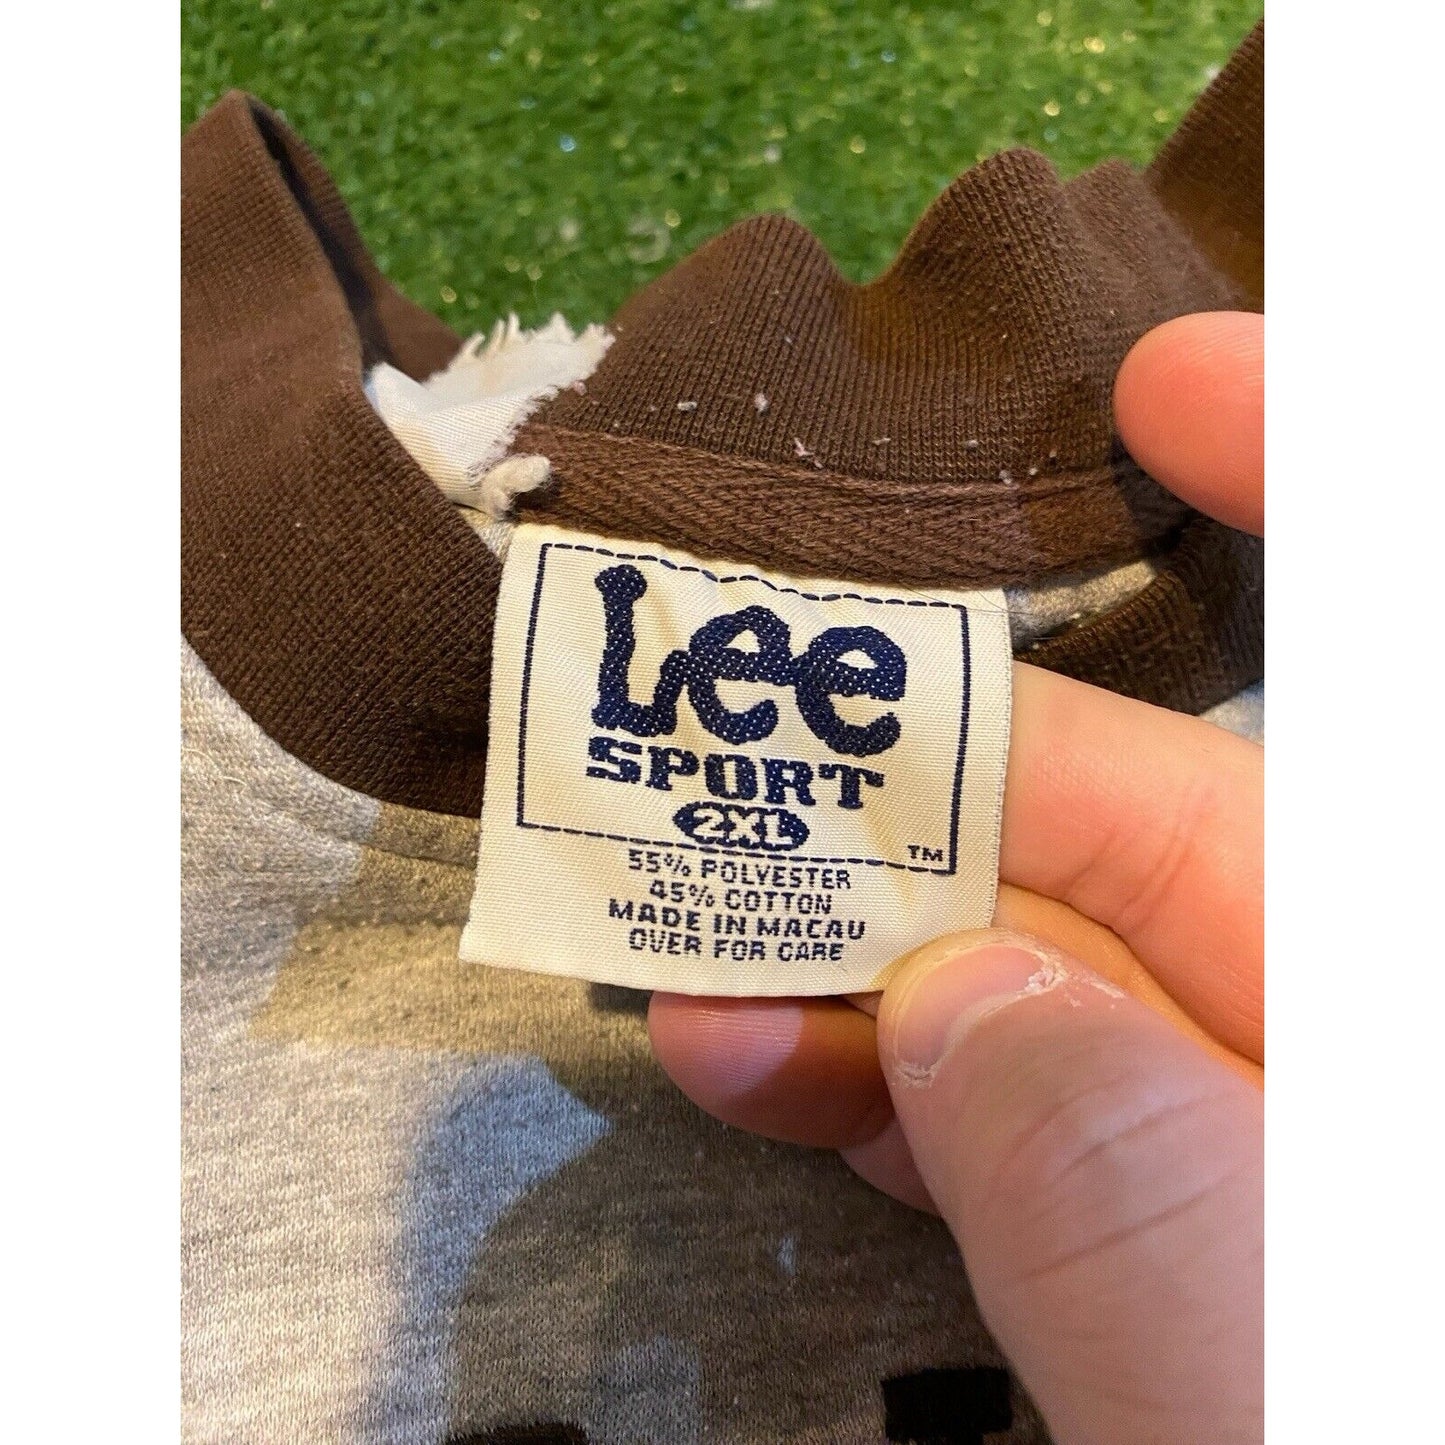 Lee
SPORT
2XL
TM
55% POLYESTER
45% COTTON
MADE IN MACAU
OVER FOR CARE